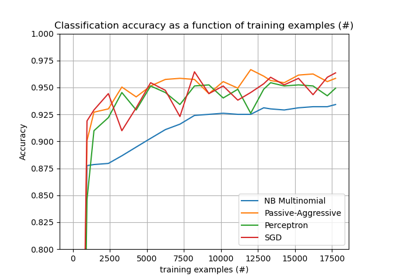 Classification accuracy as a function of training examples (#)
1.000
0.975
0.950
0.925
0.900
0.875
0.850
0.825
0.800
Accuracy
NB Multinomial
Passive-Aggressive
Perceptron
SGD
0 2500 5000 7500 10000 12500 15000 17500
training examples (#)